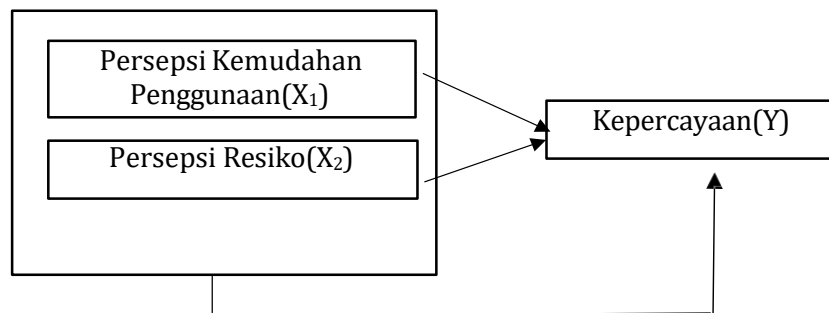 Persepsi Kemudahan
Penggunaan(X₁)
Persepsi Resiko(X₂)
Kepercayaan(Y)